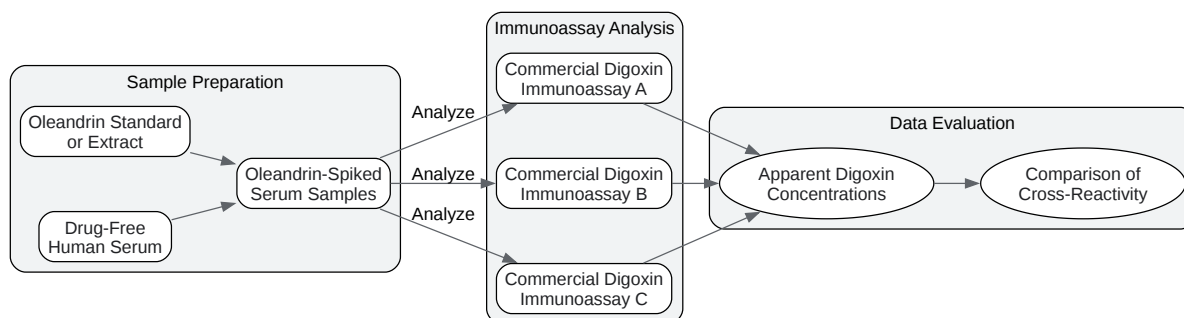 Sample Preparation
Oleandrin Standard
or Extract
Drug-Free
Human Serum
Oleandrin-Spiked
Serum Samples
Analyze
Analyze
Analyze
Immunoassay Analysis
Commercial Digoxin
Immunoassay A
Commercial Digoxin
Immunoassay B
Commercial Digoxin
Immunoassay C
Data Evaluation
Apparent Digoxin
Concentrations
Comparison of
Cross-Reactivity